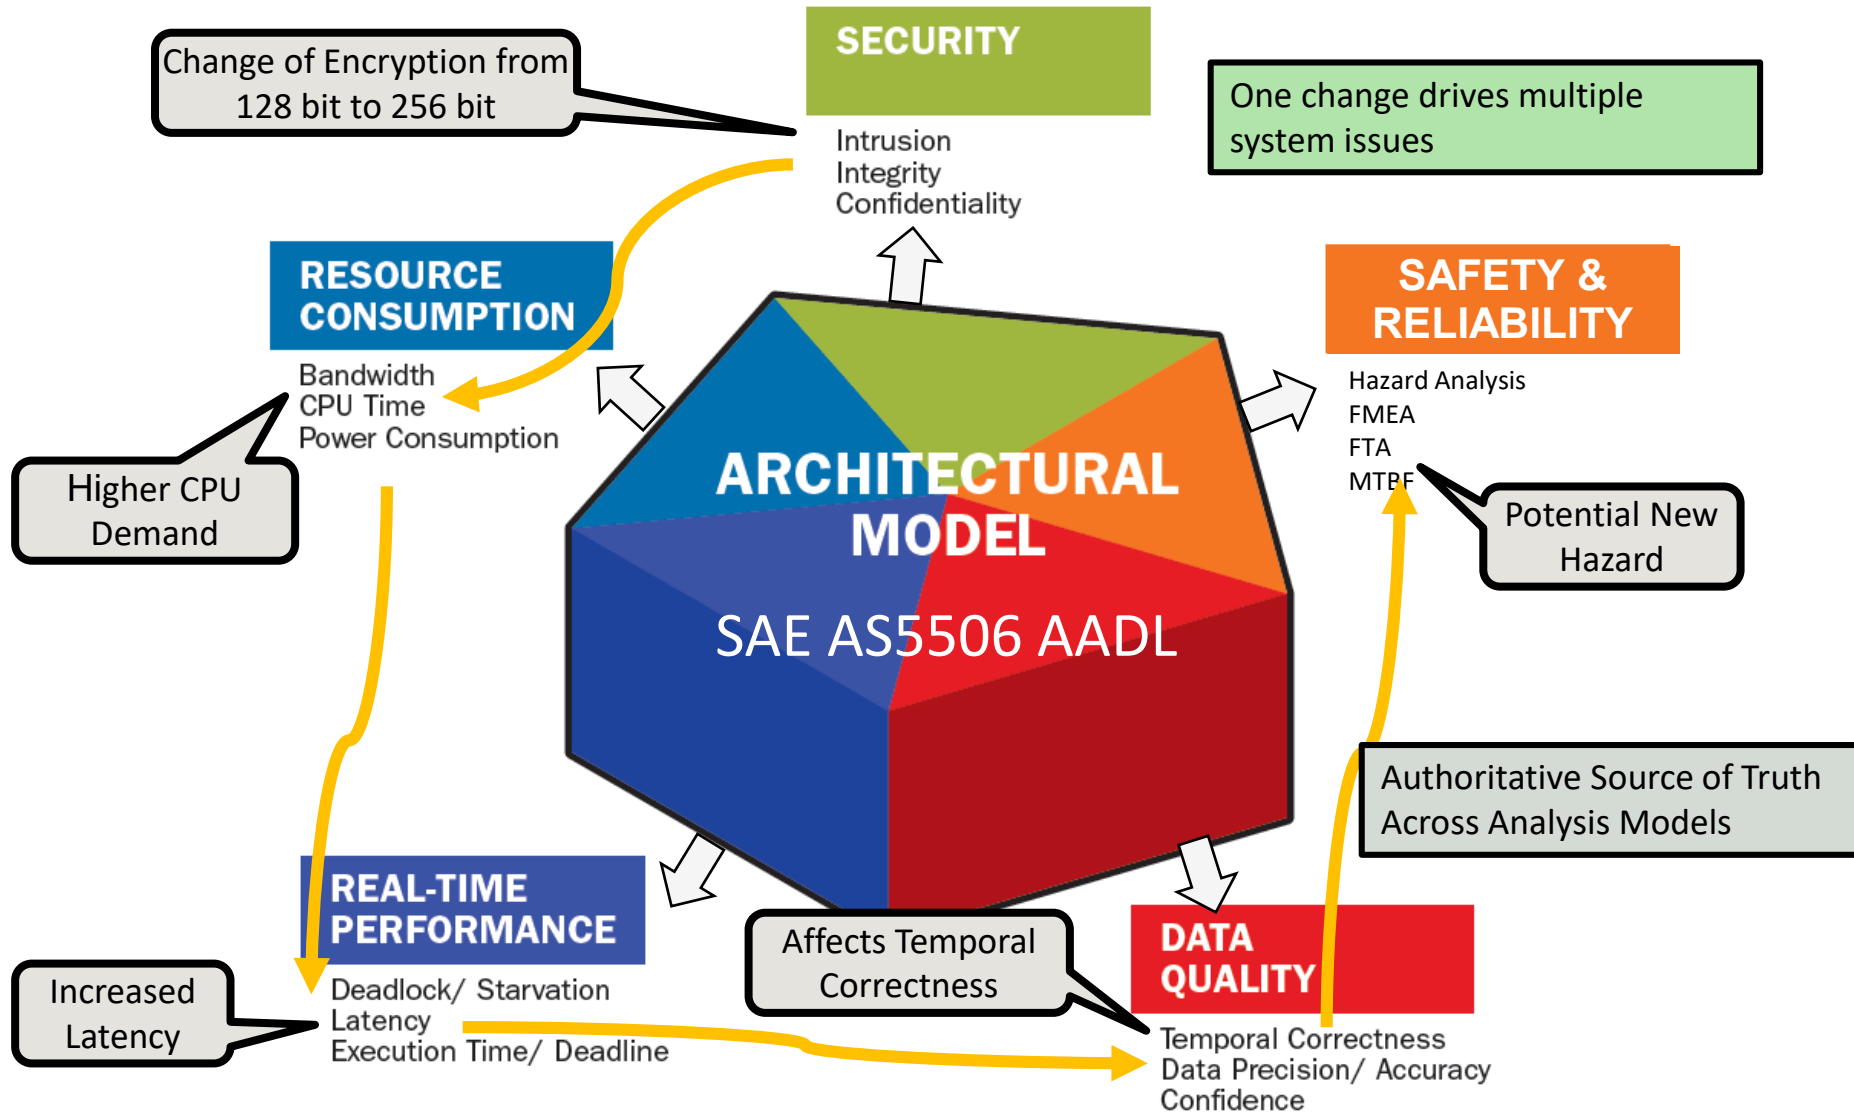 SECURITY
Change of Encryption from
128 bit to 256 bit
One change drives multiple
system issues
Intrusion
Integrity
Confidentiality
RESOURCE
CONSUMPTION
SAFETY &
RELIABILITY
Bandwidth
CPU Time
Power Consumption
Hazard Analysis
FMEA
FTA
MTBF
Higher CPU
Demand
Potential New
Hazard
ARCHITECTURAL
MODEL
SAE AS5506 AADL
Authoritative Source of Truth
Across Analysis Models
REAL-TIME
PERFORMANCE
Affects Temporal
Correctness
DATA
QUALITY
Increased
Latency
Deadlock/ Starvation
Latency
Execution Time/ Deadline
Temporal Correctness
Data Precision/ Accuracy
Confidence